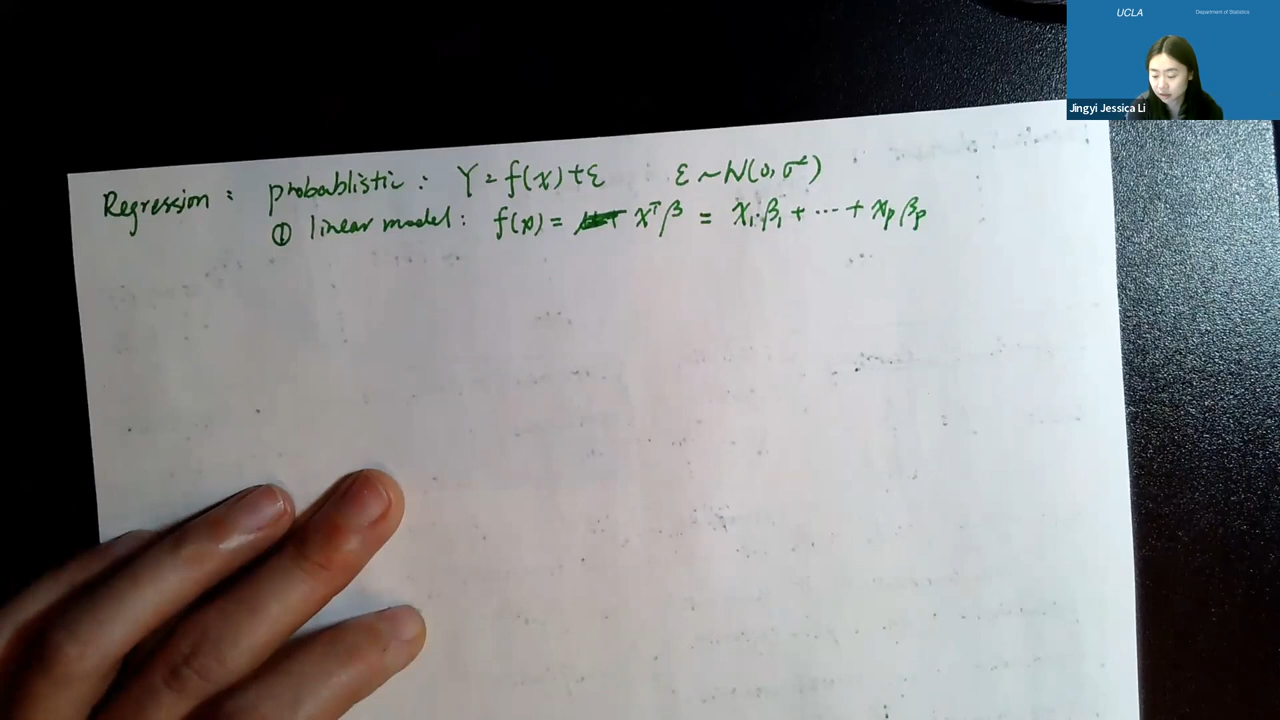 UCLA Department of Statistics
Jingyi Jessica Li
Regression : probablistic : Y = f(x) + ε ε ~ N(0, σ²)
① linear model : f(x) = xᵀβ = x₁β₁ + ⋯ + xₚβₚ